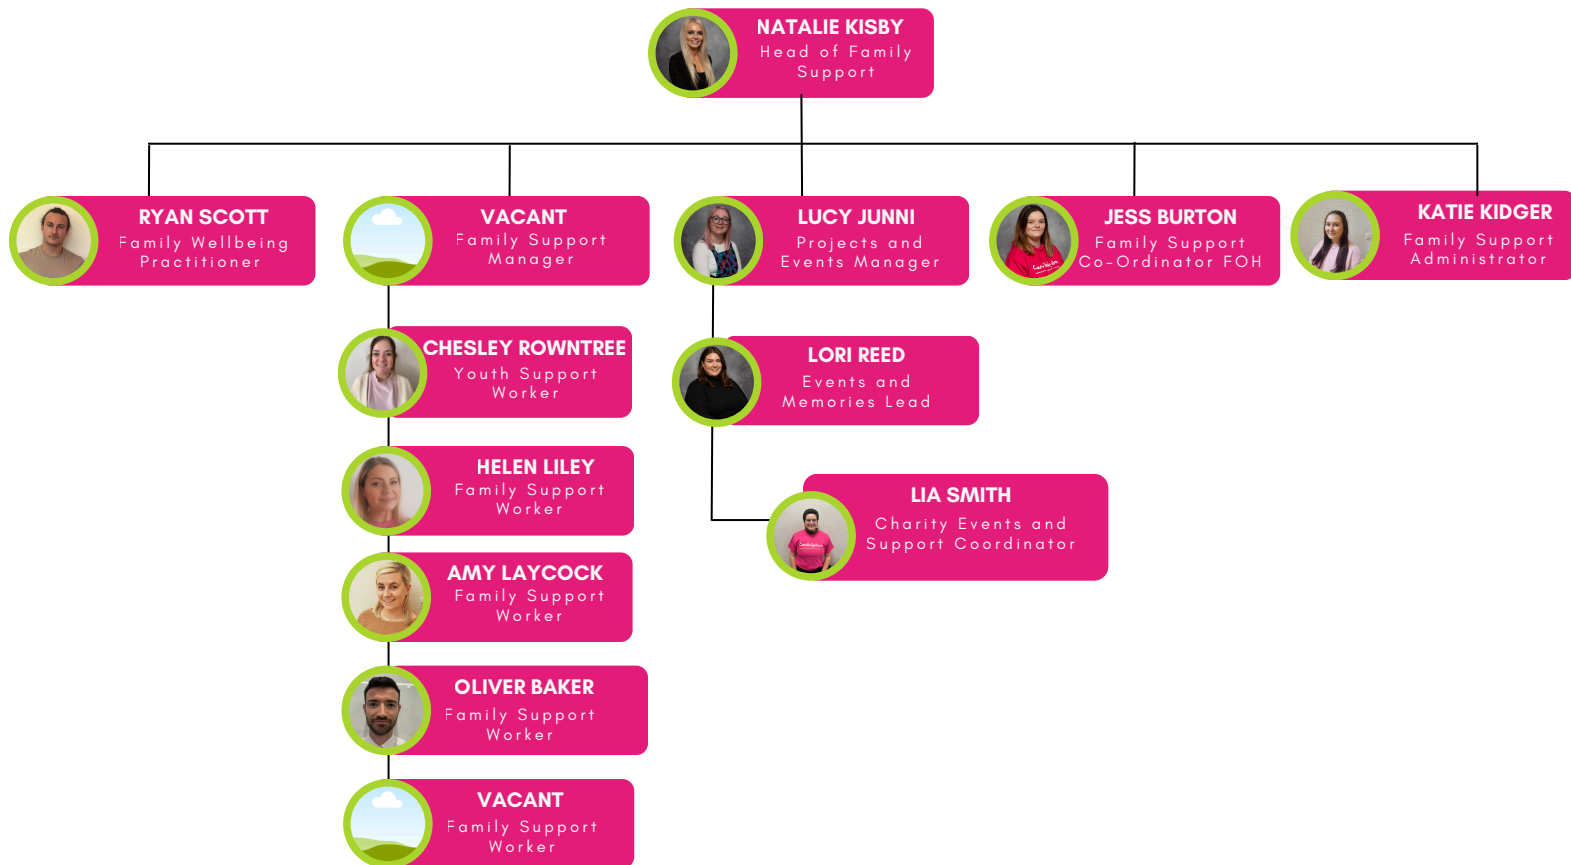 NATALIE KISBY
Head of Family
Support
RYAN SCOTT
Family Wellbeing
Practitioner
VACANT
Family Support
Manager
LUCY JUNNI
Projects and
Events Manager
JESS BURTON
Family Support
Co-Ordinator FOH
KATIE KIDGER
Family Support
Administrator
CHESLEY ROWNTREE
Youth Support
Worker
HELEN LILEY
Family Support
Worker
AMY LAYCOCK
Family Support
Worker
OLIVER BAKER
Family Support
Worker
VACANT
Family Support
Worker
LORI REED
Events and
Memories Lead
LIA SMITH
Charity Events and
Support Coordinator